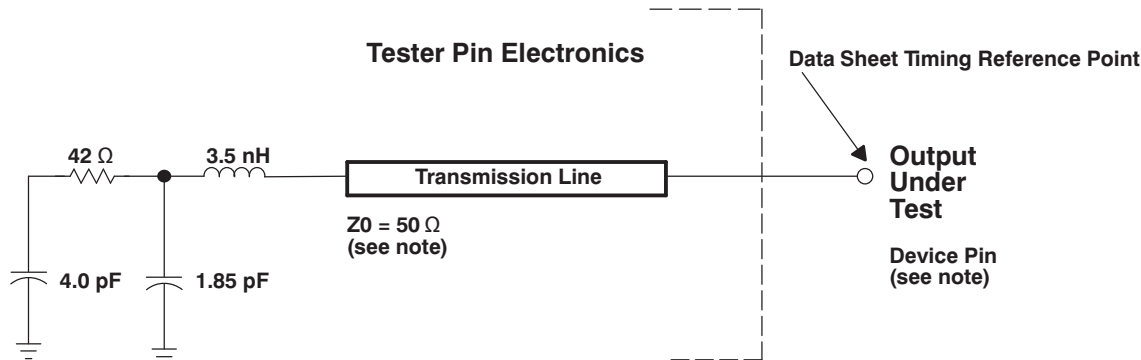 Tester Pin Electronics
Data Sheet Timing Reference Point
42 Ω
3.5 nH
Transmission Line
Output
Under
Test
Z0 = 50 Ω
(see note)
Device Pin
(see note)
4.0 pF
1.85 pF